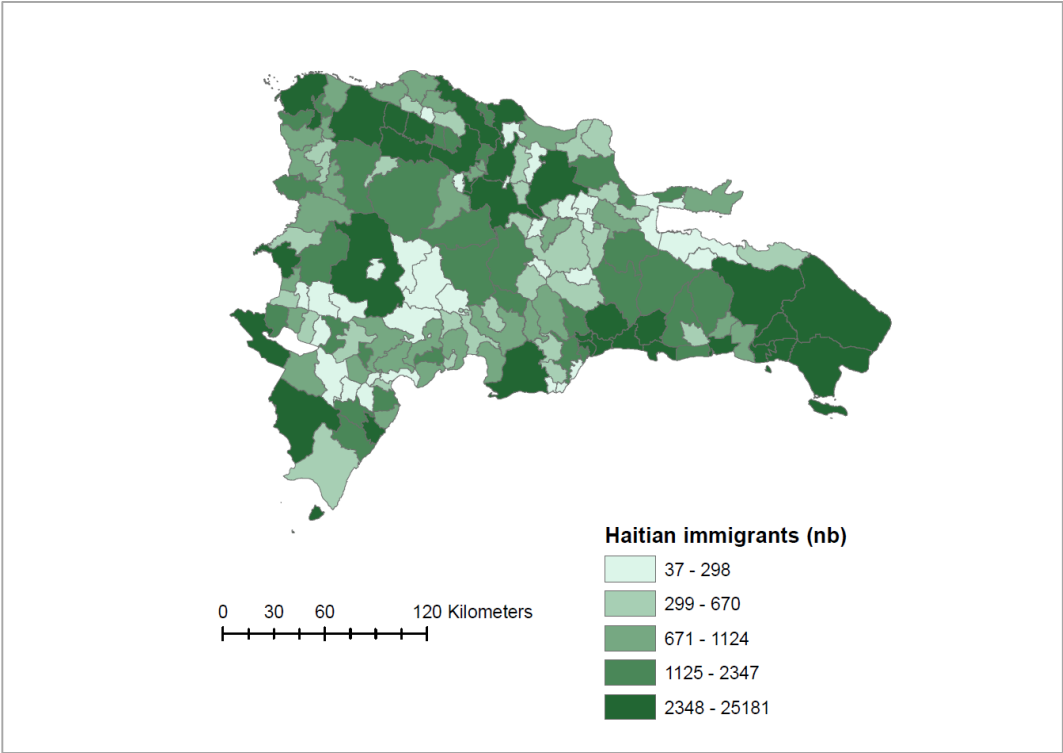 Haitian immigrants (nb)
37 - 298
299 - 670
671 - 1124
1125 - 2347
2348 - 25181
0 30 60 120 Kilometers